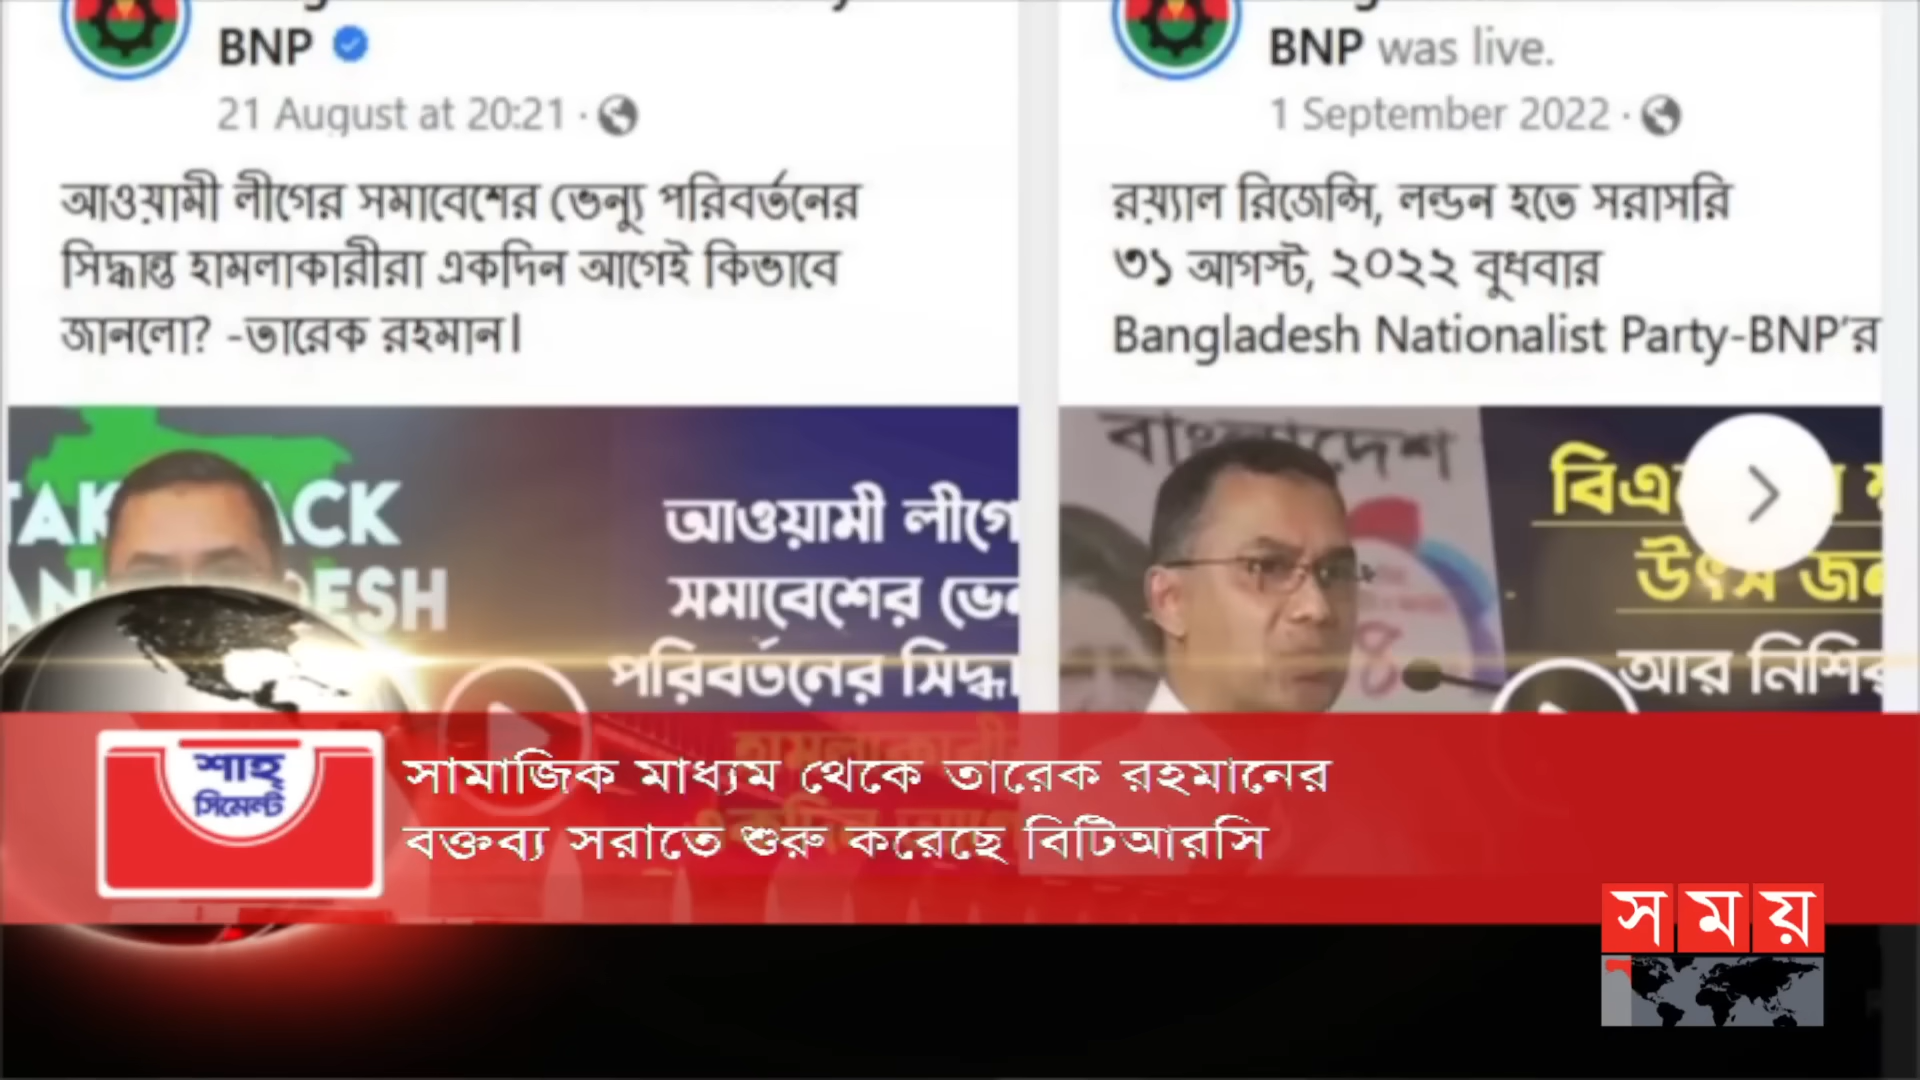 BNP
21 August at 20:21 ·
আওয়ামী লীগের সমাবেশের ভেন্যু পরিবর্তনের
সিদ্ধান্ত হামলাকারীরা একদিন আগেই কিভাবে
জানলো? -তারেক রহমান।
BNP was live.
1 September 2022 ·
রয়্যাল রিজেন্সি, লন্ডন হতে সরাসরি
৩১ আগস্ট, ২০২২ বুধবার
Bangladesh Nationalist Party-BNP’র
আওয়ামী লীগে
সমাবেশের ভেন
পরিবর্তনের সিদ্ধা
বাংলাদেশ
উৎস জন
আর নিশির
শাহ্
সিমেন্ট
সামাজিক মাধ্যম থেকে তারেক রহমানের
বক্তব্য সরাতে শুরু করেছে বিটিআরসি
সময়